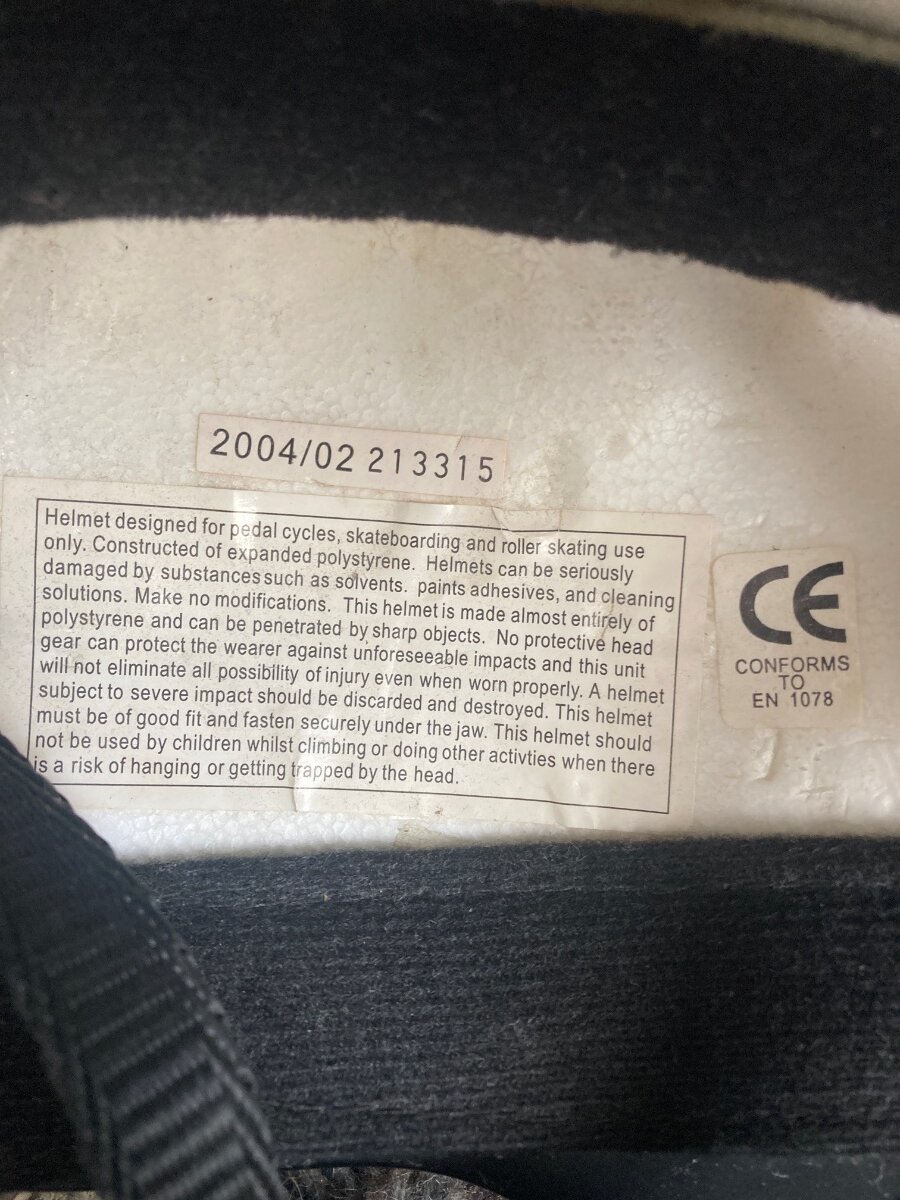 2004/02 213315
Helmet designed for pedal cycles, skateboarding and roller skating use
only. Constructed of expanded polystyrene. Helmets can be seriously
damaged by substances such as solvents. paints adhesives, and cleaning
solutions. Make no modifications. This helmet is made almost entirely of
polystyrene and can be penetrated by sharp objects. No protective head
gear can protect the wearer against unforeseeable impacts and this unit
will not eliminate all possibility of injury even when worn properly. A helmet
subject to severe impact should be discarded and destroyed. This helmet
must be of good fit and fasten securely under the jaw. This helmet should
not be used by children whilst climbing or doing other activties when there
is a risk of hanging or getting trapped by the head.
CE
CONFORMS
TO
EN 1078